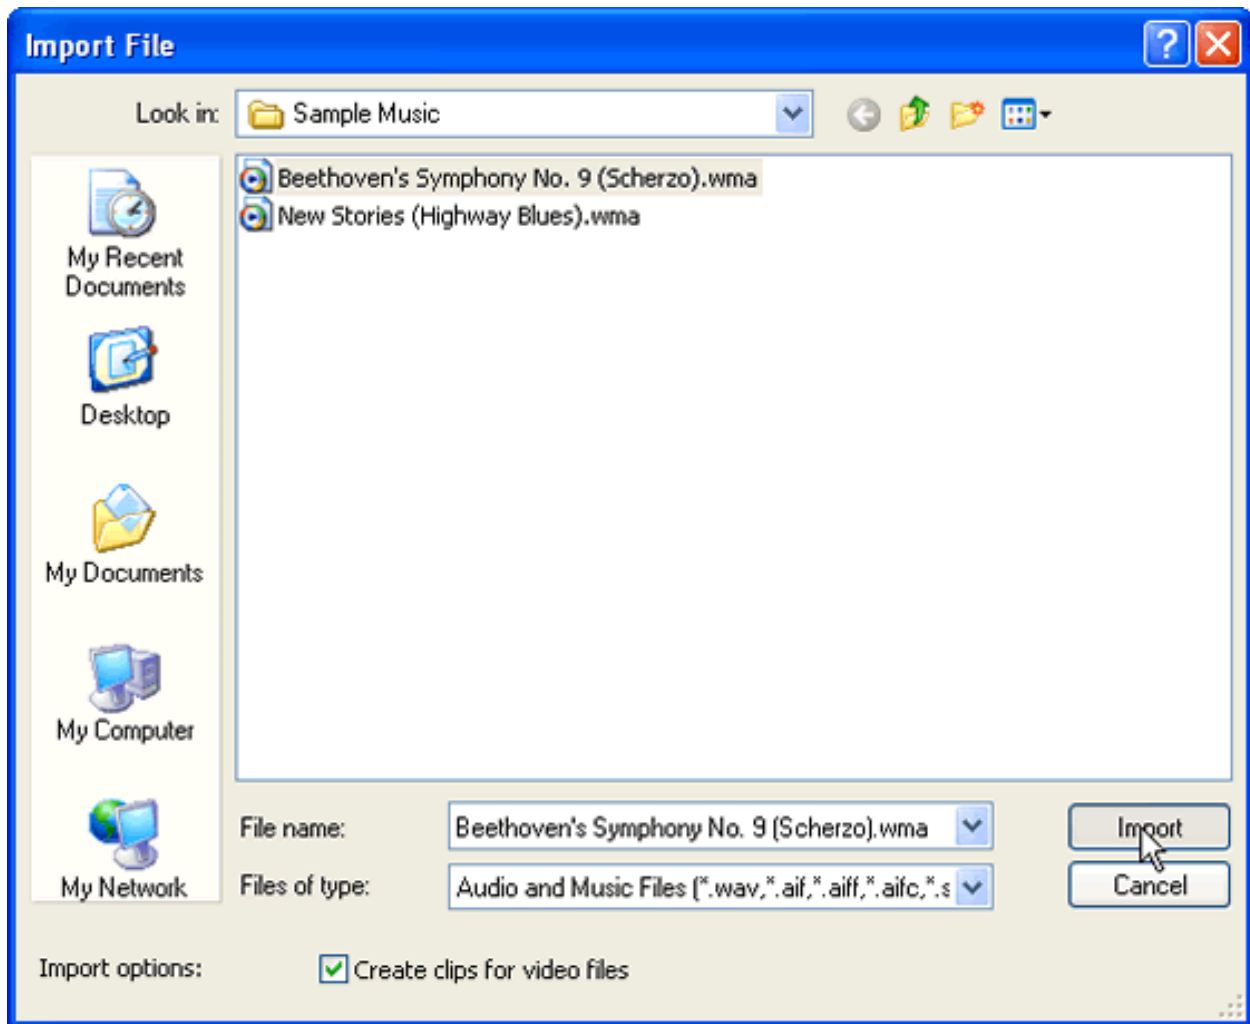 Import File
Look in: Sample Music
Beethoven's Symphony No. 9 (Scherzo).wma
New Stories (Highway Blues).wma
My Recent
Documents
Desktop
My Documents
My Computer
My Network
File name: Beethoven's Symphony No. 9 (Scherzo).wma Import
Files of type: Audio and Music Files (*.wav,*.aif,*.aiff,*.aifc,*.s Cancel
Import options: Create clips for video files